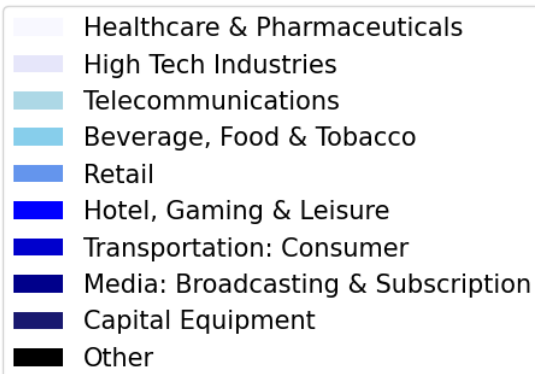 Healthcare & Pharmaceuticals
High Tech Industries
Telecommunications
Beverage, Food & Tobacco
Retail
Hotel, Gaming & Leisure
Transportation: Consumer
Media: Broadcasting & Subscription
Capital Equipment
Other